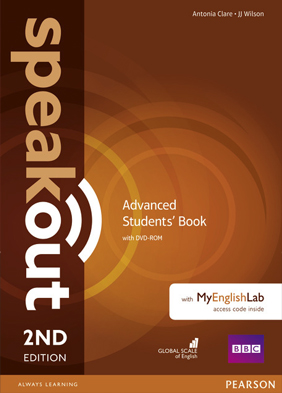 Antonia Clare • JJ Wilson
speakout
Advanced
Students' Book
with DVD-ROM
with MyEnglishLab
access code inside
2ND
EDITION
GLOBAL SCALE
of English
BBC
ALWAYS LEARNING
PEARSON